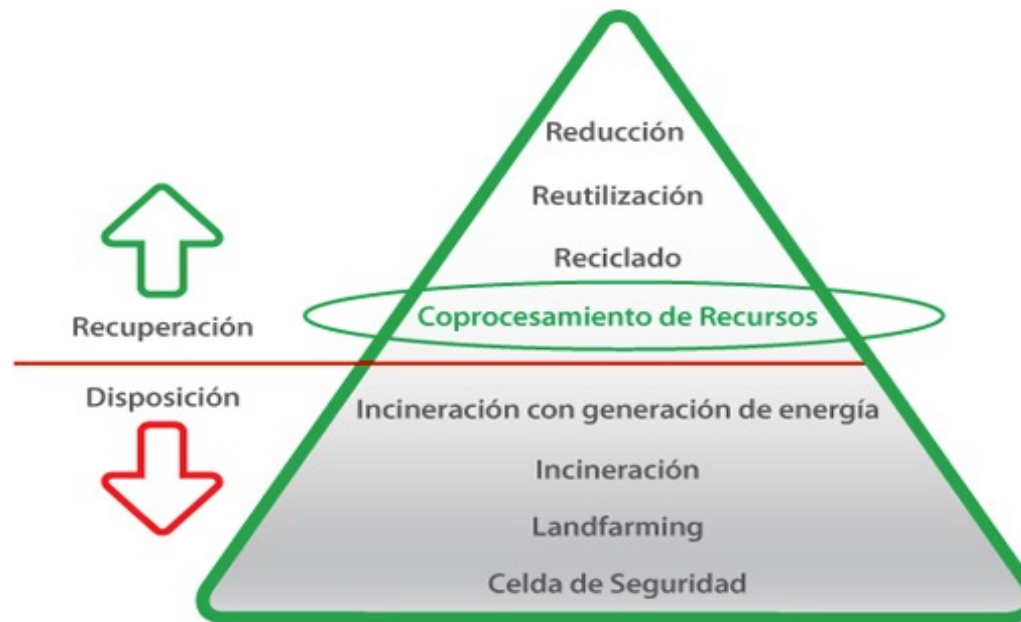 Reducción
Reutilización
Reciclado
Coprocesamiento de Recursos
Recuperación
Disposición
Incineración con generación de energía
Incineración
Landfarming
Celda de Seguridad